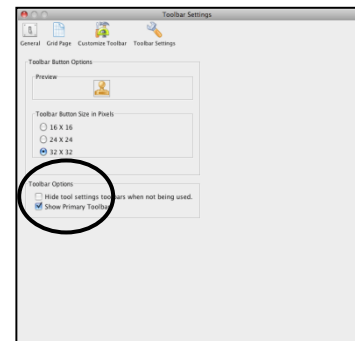 Toolbar Settings
General Grid Page Customize Toolbar Toolbar Settings
Toolbar Button Options
Preview
Toolbar Button Size in Pixels
16 X 16
24 X 24
32 X 32
Toolbar Options
Hide tool settings toolbars when not being used.
Show Primary Toolbar